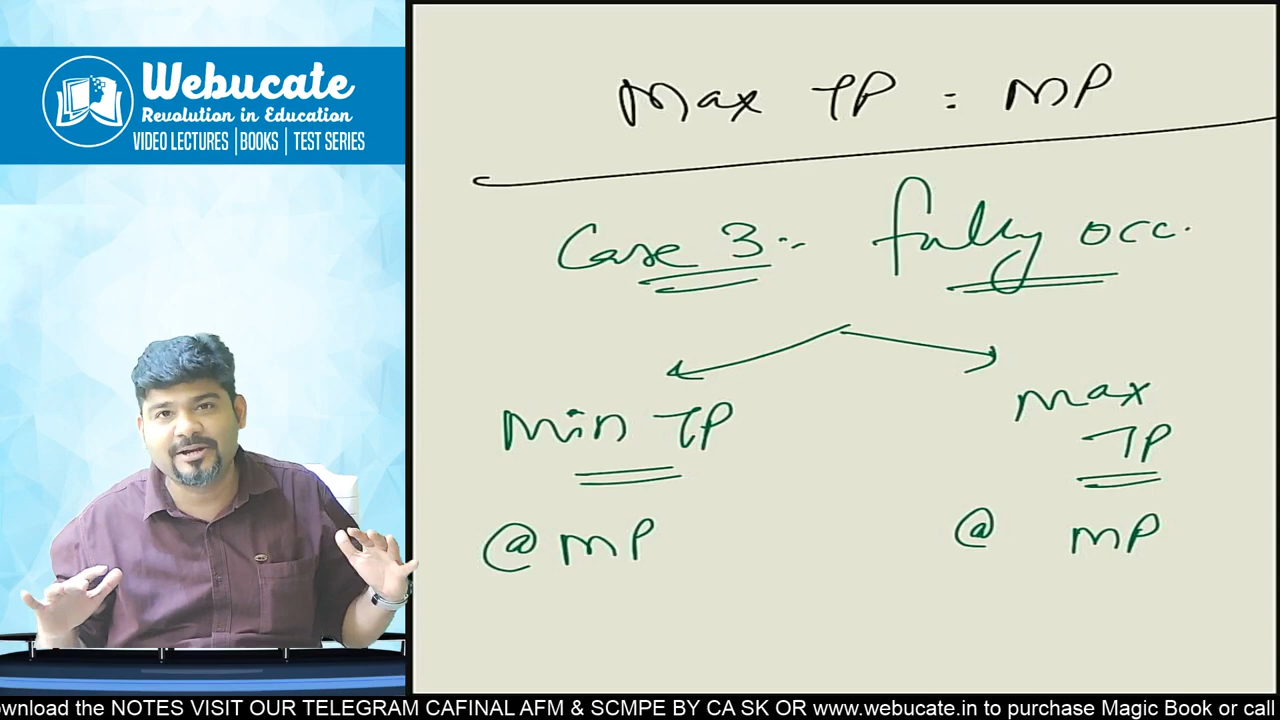 Webucate
Revolution in Education
VIDEO LECTURES | BOOKS | TEST SERIES
Max TP = MP
Case 3:- fully occ.
Min TP
Max
TP
@ MP
@ MP
ownload the NOTES VISIT OUR TELEGRAM CAFINAL AFM & SCMPE BY CA SK OR www.webucate.in to purchase Magic Book or call